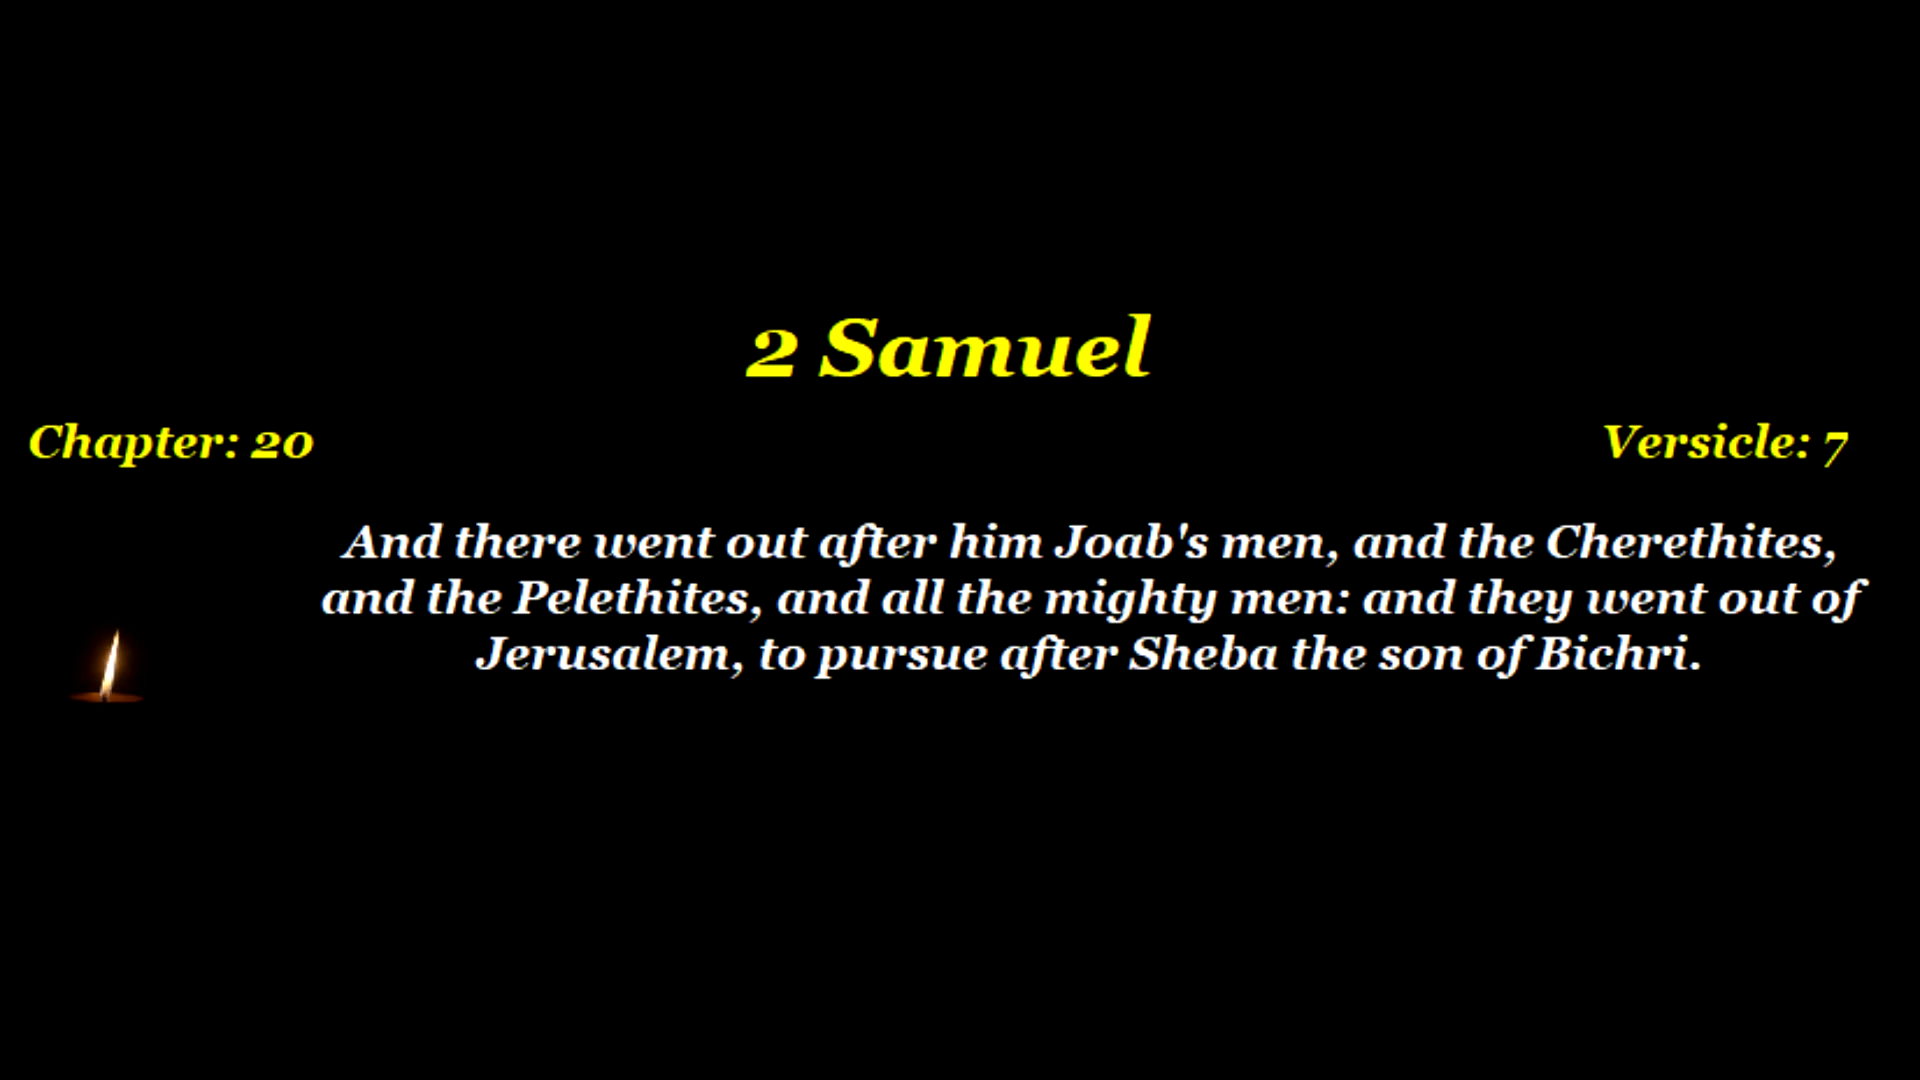 2 Samuel
Chapter: 20
Versicle: 7
And there went out after him Joab's men, and the Cherethites,
and the Pelethites, and all the mighty men: and they went out of
Jerusalem, to pursue after Sheba the son of Bichri.